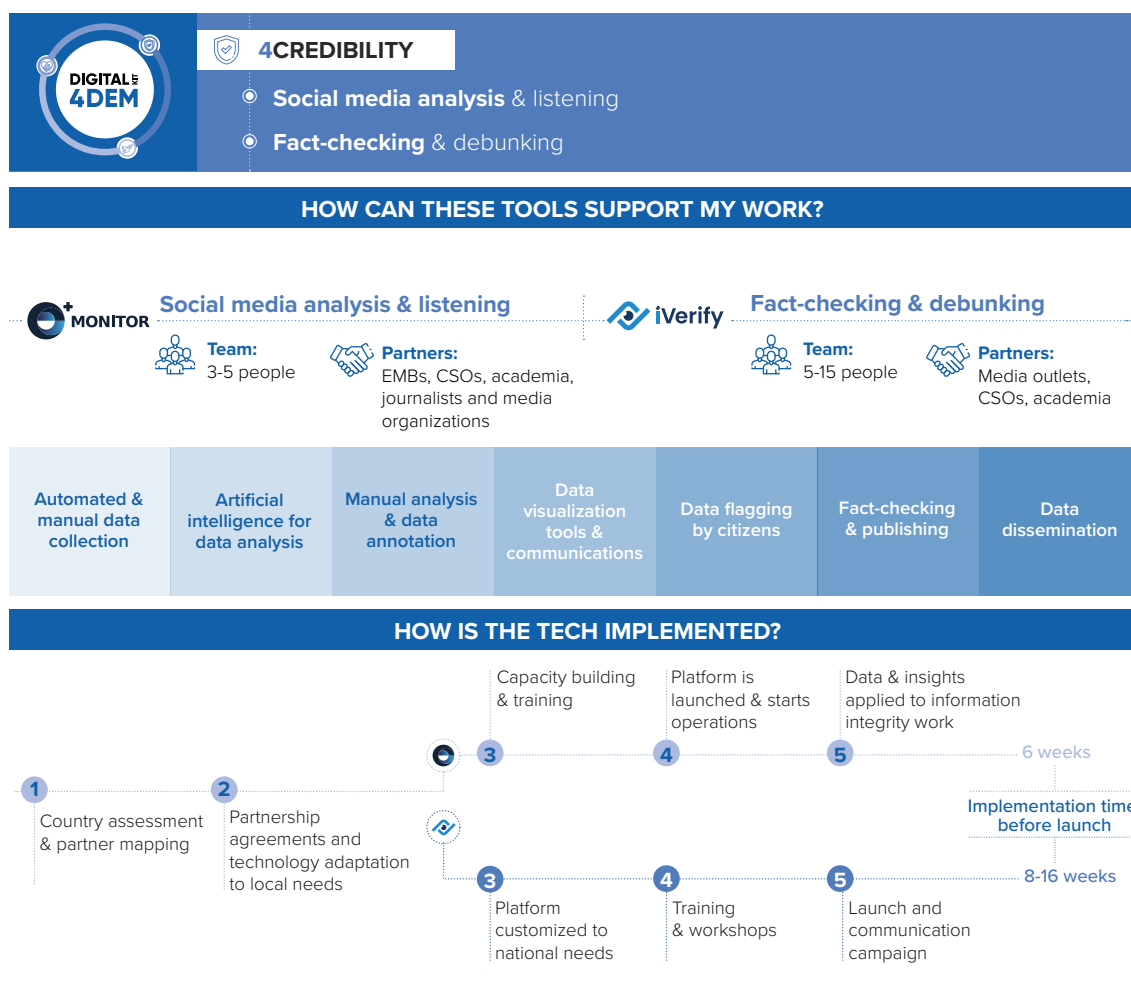 DIGITAL KIT
4DEM
4CREDIBILITY
Social media analysis & listening
Fact-checking & debunking
HOW CAN THESE TOOLS SUPPORT MY WORK?
MONITOR
Social media analysis & listening
Team:
3-5 people
Partners:
EMBs, CSOs, academia,
journalists and media
organizations
iVerify
Fact-checking & debunking
Team:
5-15 people
Partners:
Media outlets,
CSOs, academia
Automated &
manual data
collection
Artificial
intelligence for
data analysis
Manual analysis
& data
annotation
Data
visualization
tools &
communications
Data flagging
by citizens
Fact-checking
& publishing
Data
dissemination
HOW IS THE TECH IMPLEMENTED?
1
Country assessment
& partner mapping
2
Partnership
agreements and
technology adaptation
to local needs
3
Capacity building
& training
4
Platform is
launched & starts
operations
5
Data & insights
applied to information
integrity work
6 weeks
Implementation time
before launch
8-16 weeks
3
Platform
customized to
national needs
4
Training
& workshops
5
Launch and
communication
campaign